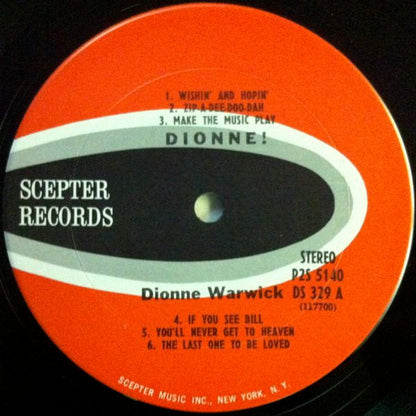 1. WISHIN' AND HOPIN'
2. ZIP-A-DEE-DOO-DAH
3. MAKE THE MUSIC PLAY
DIONNE!
SCEPTER
RECORDS
STEREO
P2S 5140
Dionne Warwick DS 329 A
(117700)
4. IF YOU SEE BILL
5. YOU'LL NEVER GET TO HEAVEN
6. THE LAST ONE TO BE LOVED
SCEPTER MUSIC INC., NEW YORK, N.Y.